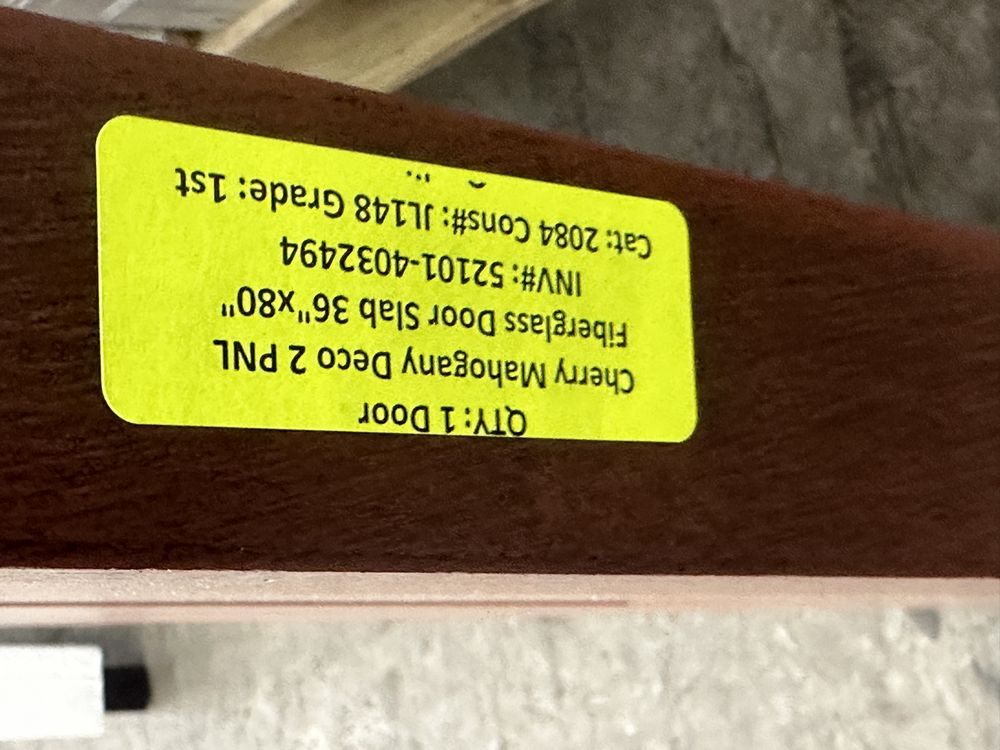 QTY: 1 Door
Cherry Mahogany Deco 2 PNL
Fiberglass Door Slab 36"x80"
INV#: 52101-4032494
Cat: 2084 Cons#: JL148 Grade: 1st